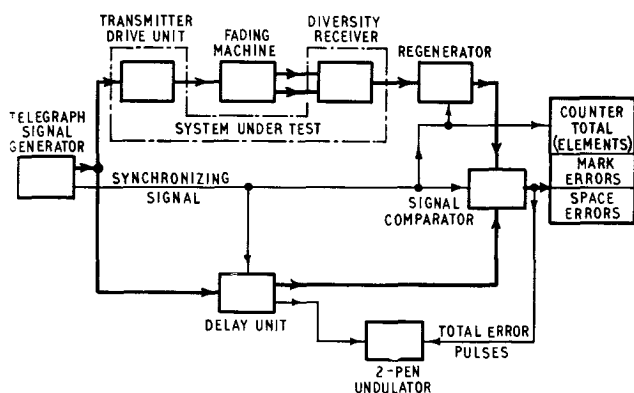 TRANSMITTER
DRIVE UNIT
FADING
MACHINE
DIVERSITY
RECEIVER
REGENERATOR
SYSTEM UNDER TEST
TELEGRAPH
SIGNAL
GENERATOR
COUNTER
TOTAL
(ELEMENTS)
MARK
ERRORS
SPACE
ERRORS
SYNCHRONIZING
SIGNAL
SIGNAL
COMPARATOR
DELAY UNIT
TOTAL ERROR
PULSES
2-PEN
UNDULATOR